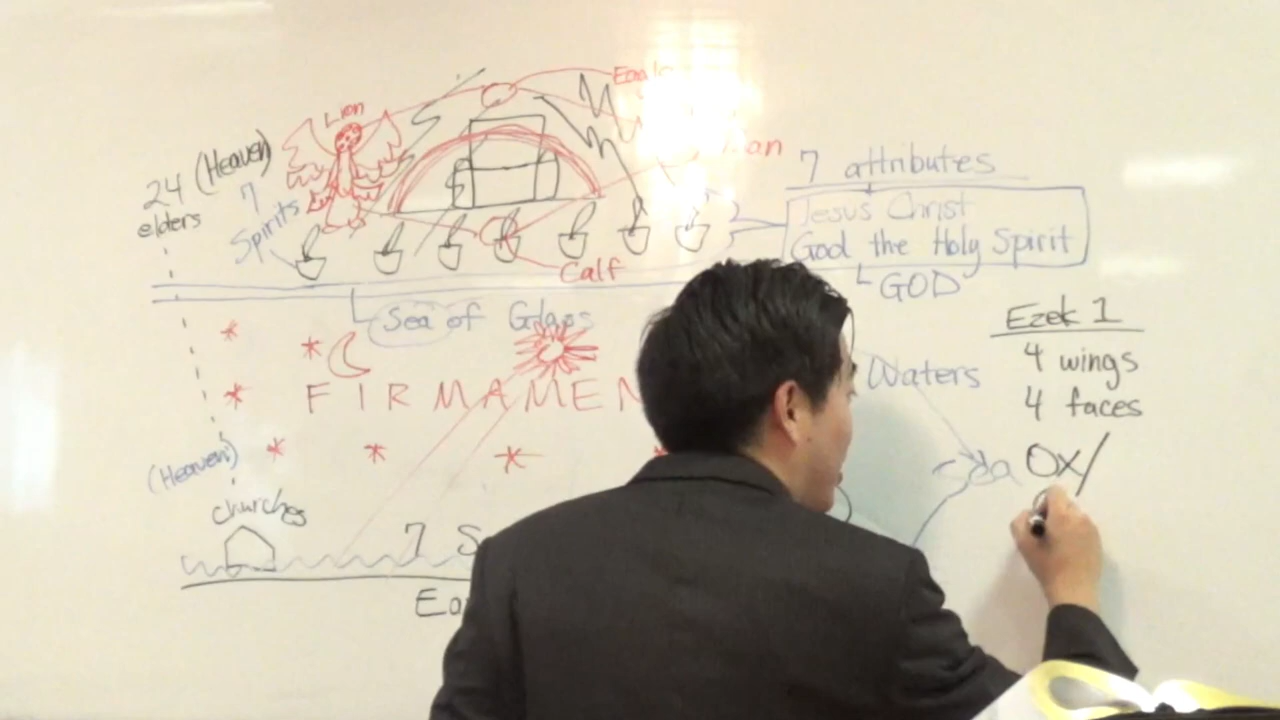 Lion
24 (Heaven)
elders
7
Spirits
Calf
7 attributes
Jesus Christ
God the Holy Spirit
GOD
Sea of Glass
FIRMAMEN
Waters
Ezek 1
4 wings
4 faces
Ox/
(Heaven)
churches
7 S
Ea